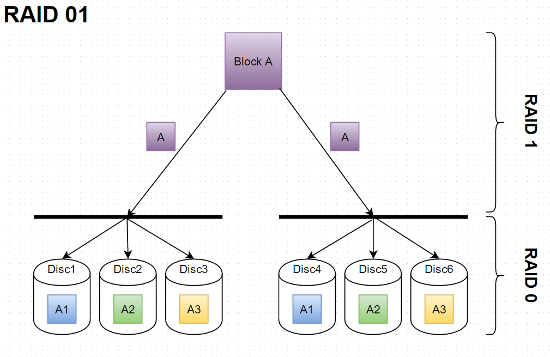 RAID 01
Block A
RAID 1
A
A
Disc1
Disc2
Disc3
Disc4
Disc5
Disc6
RAID 0
A1
A2
A3
A1
A2
A3